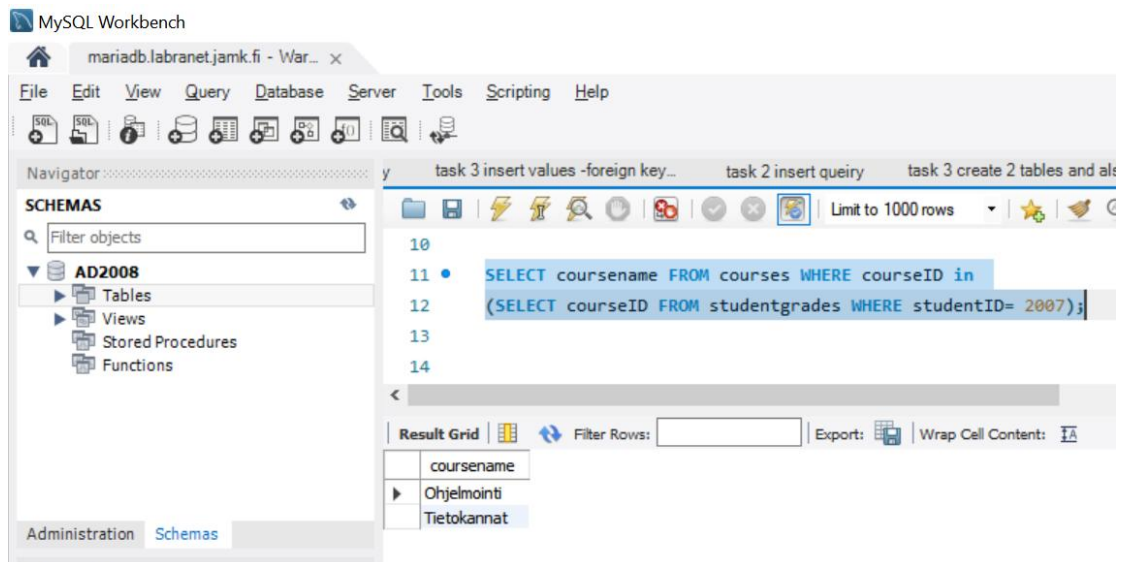 MySQL Workbench
mariadb.labranet.jamk.fi - War...
File Edit View Query Database Server Tools Scripting Help
Navigator
SCHEMAS
Filter objects
AD2008
Tables
Views
Stored Procedures
Functions
Administration Schemas
y task 3 insert values -foreign key... task 2 insert queiry task 3 create 2 tables and als
Limit to 1000 rows
10
11 SELECT coursename FROM courses WHERE courseID in
12 (SELECT courseID FROM studentgrades WHERE studentID= 2007);
13
14
Result Grid Filter Rows: Export: Wrap Cell Content:
coursename
Ohjelmointi
Tietokannat